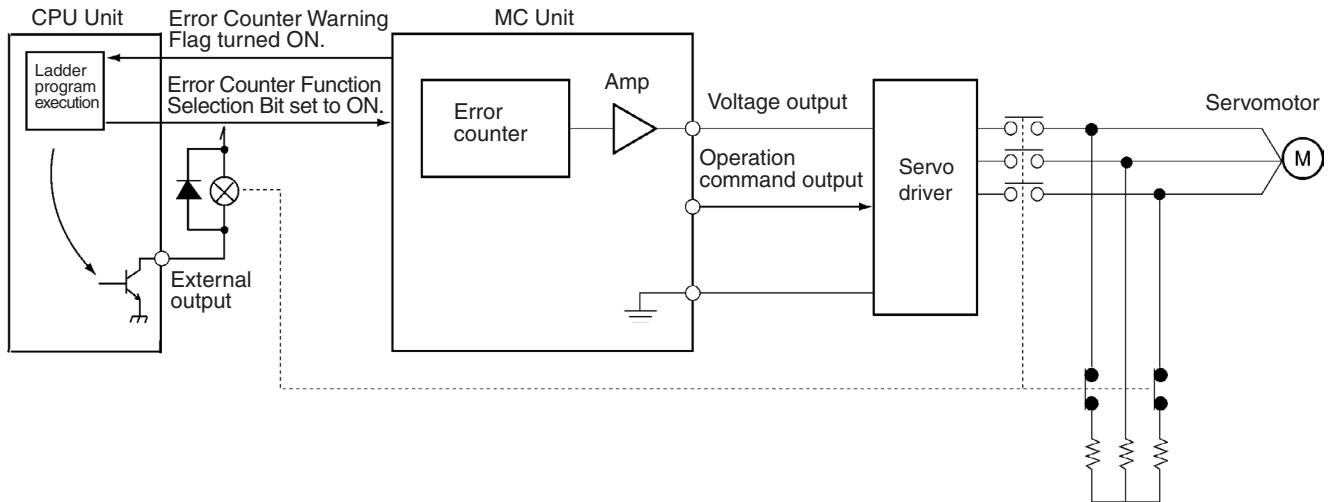 CPU Unit
Error Counter Warning
Flag turned ON.
MC Unit
Ladder
program
execution
Error Counter Function
Selection Bit set to ON.
Amp
Error
counter
Voltage output
Servomotor
Operation
command output
Servo
driver
M
External
output